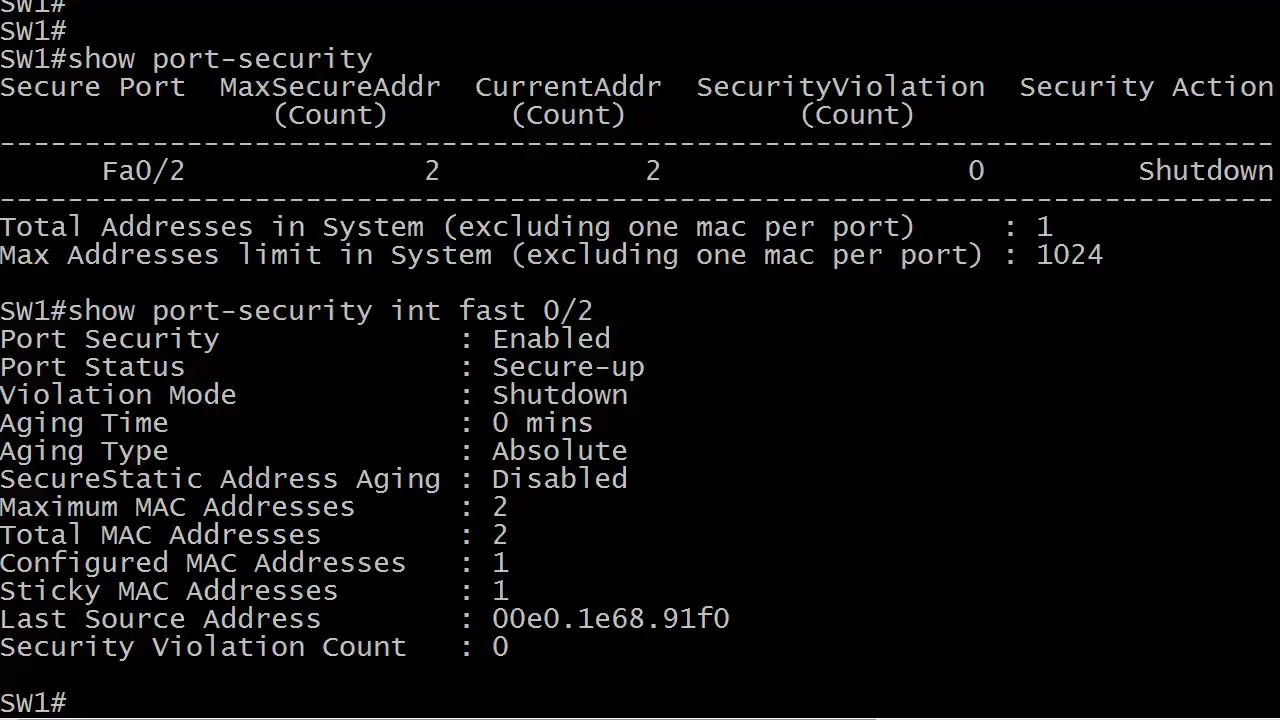 SW1#
SW1#
SW1#show port-security
Secure Port  MaxSecureAddr  CurrentAddr  SecurityViolation  Security Action
                (Count)       (Count)          (Count)
---------------------------------------------------------------------------
      Fa0/2              2            2                  0         Shutdown
---------------------------------------------------------------------------
Total Addresses in System (excluding one mac per port)     : 1
Max Addresses limit in System (excluding one mac per port) : 1024
SW1#show port-security int fast 0/2
Port Security              : Enabled
Port Status                : Secure-up
Violation Mode             : Shutdown
Aging Time                 : 0 mins
Aging Type                 : Absolute
SecureStatic Address Aging : Disabled
Maximum MAC Addresses      : 2
Total MAC Addresses        : 2
Configured MAC Addresses   : 1
Sticky MAC Addresses       : 1
Last Source Address        : 00e0.1e68.91f0
Security Violation Count   : 0
SW1#